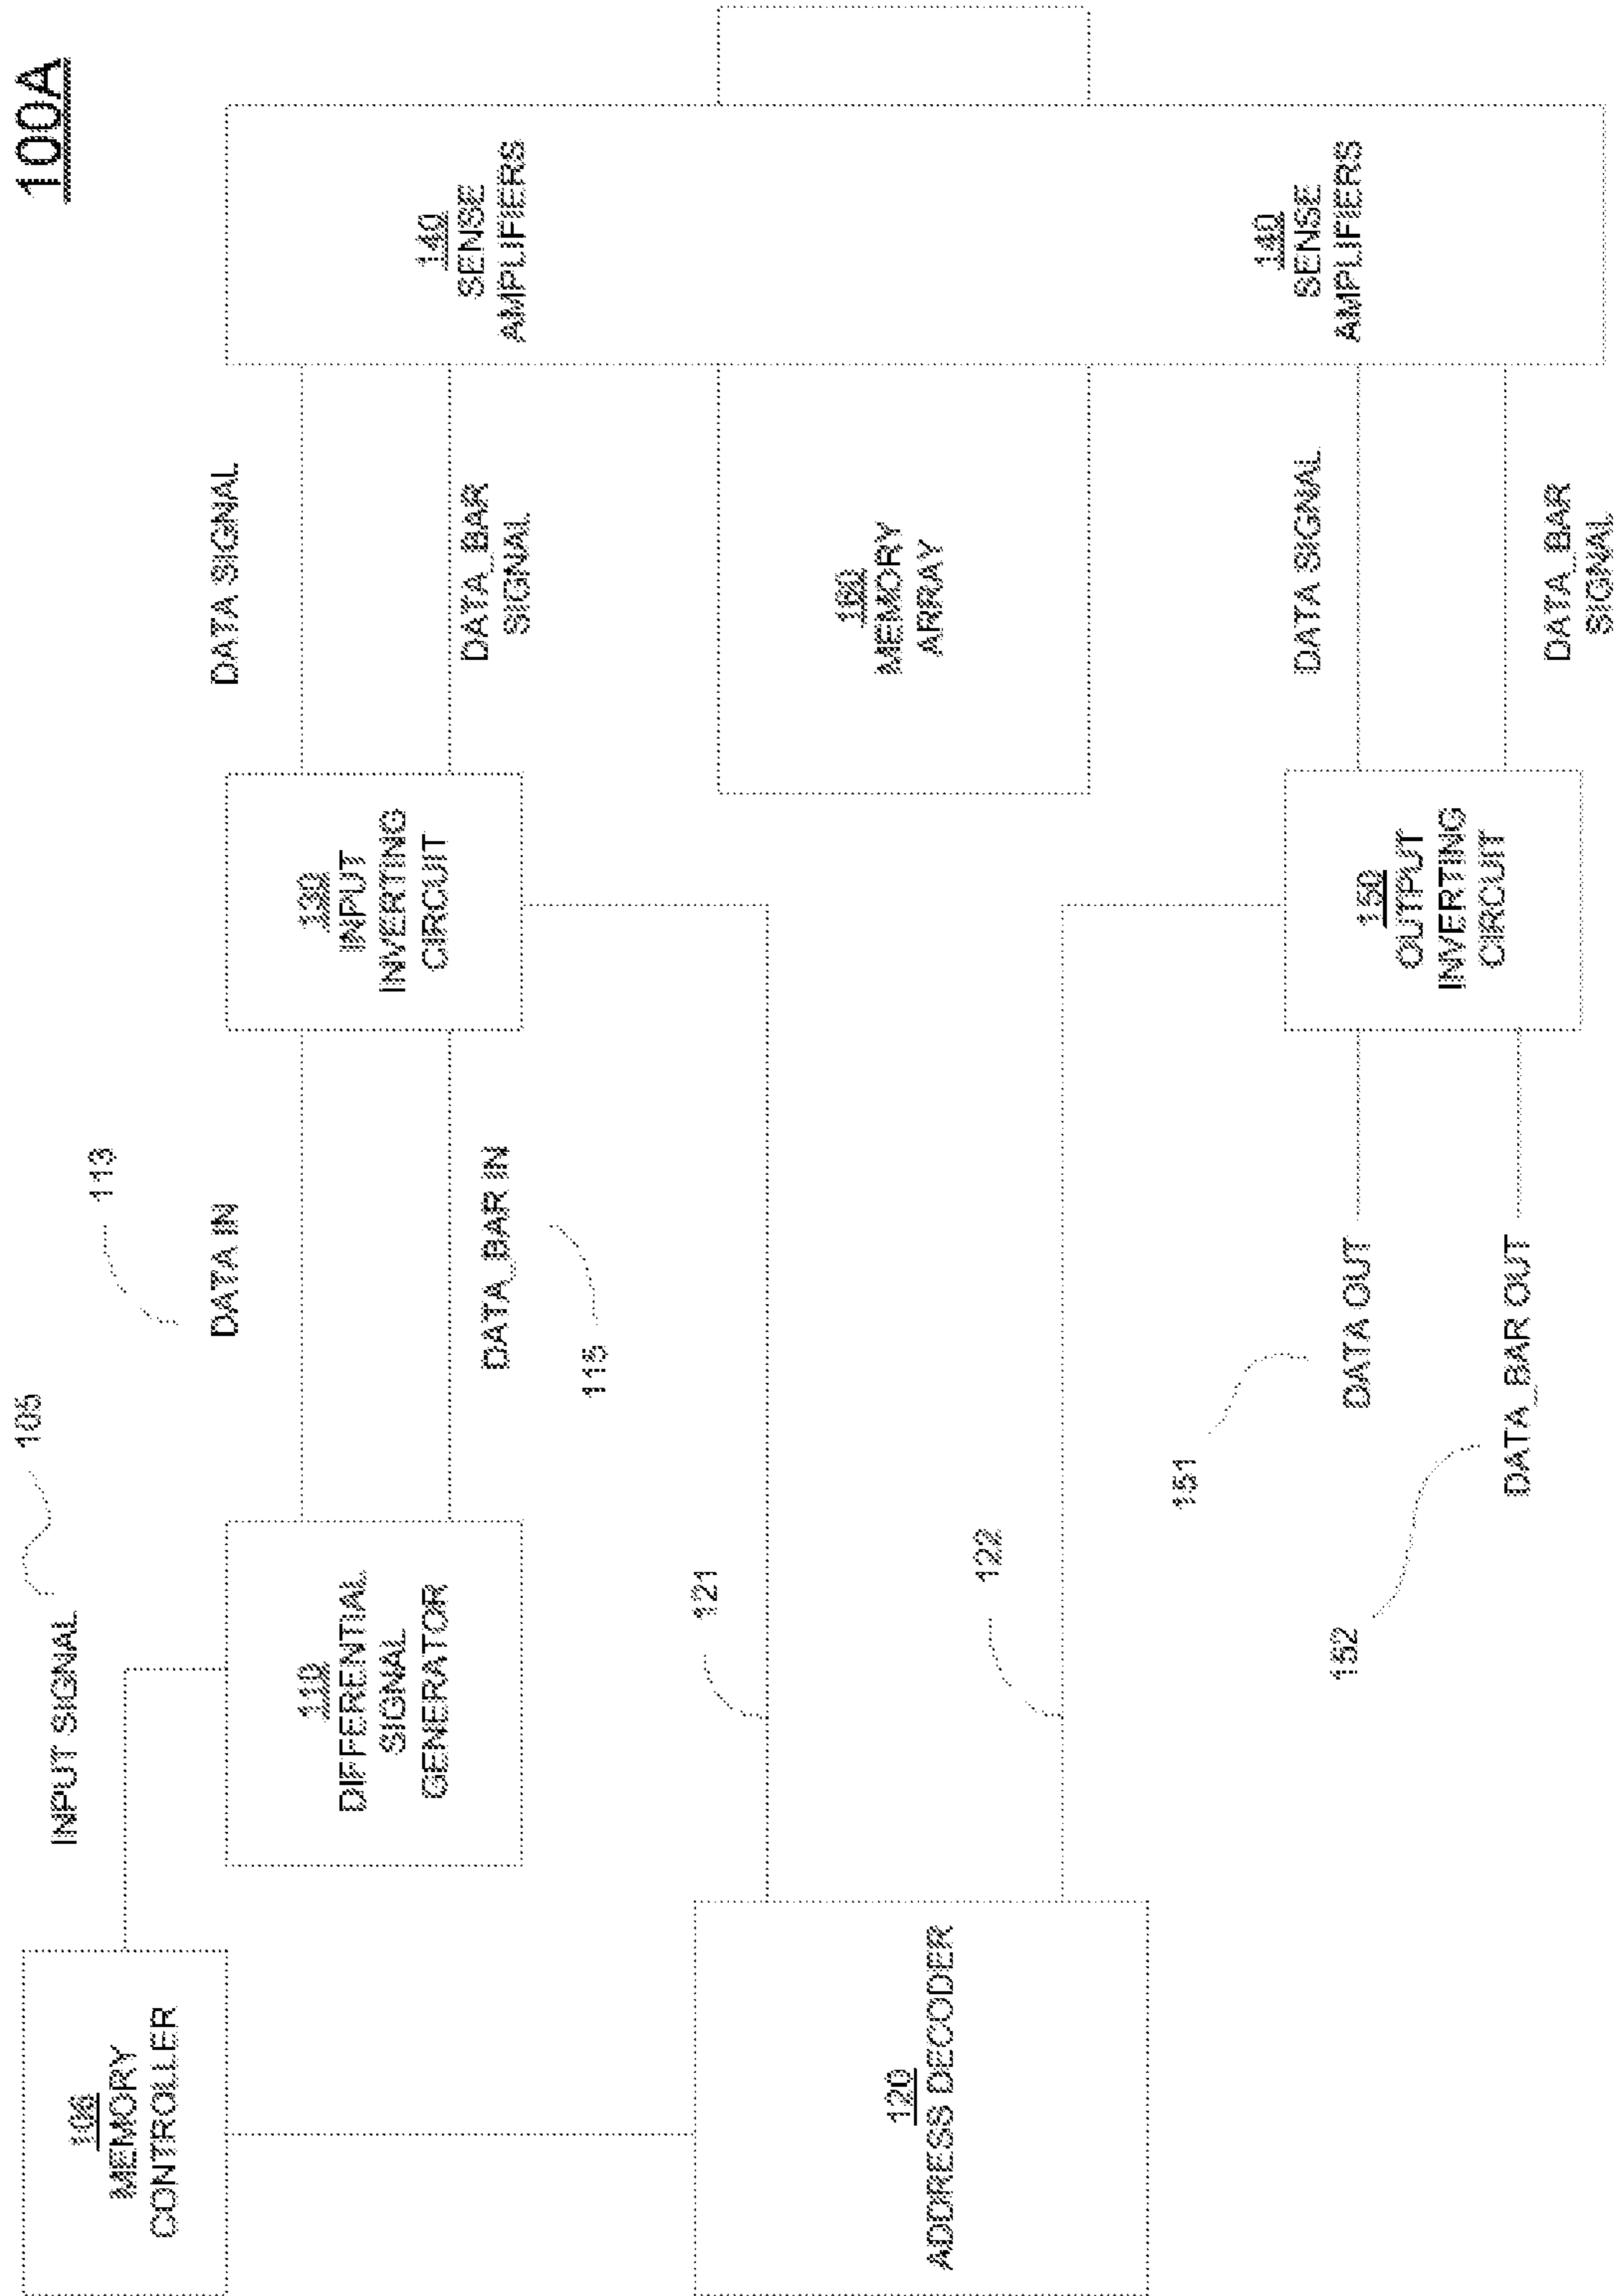 100A
106
MEMORY
CONTROLLER
INPUT SIGNAL
105
110
DIFFERENTIAL
SIGNAL
GENERATOR
DATA IN
113
DATA_BAR IN
115
130
INPUT
INVERTING
CIRCUIT
DATA SIGNAL
DATA_BAR
SIGNAL
140
SENSE
AMPLIFIERS
120
ADDRESS DECODER
121
122
160
MEMORY
ARRAY
151
DATA OUT
152
DATA_BAR OUT
150
OUTPUT
INVERTING
CIRCUIT
DATA SIGNAL
DATA_BAR
SIGNAL
140
SENSE
AMPLIFIERS